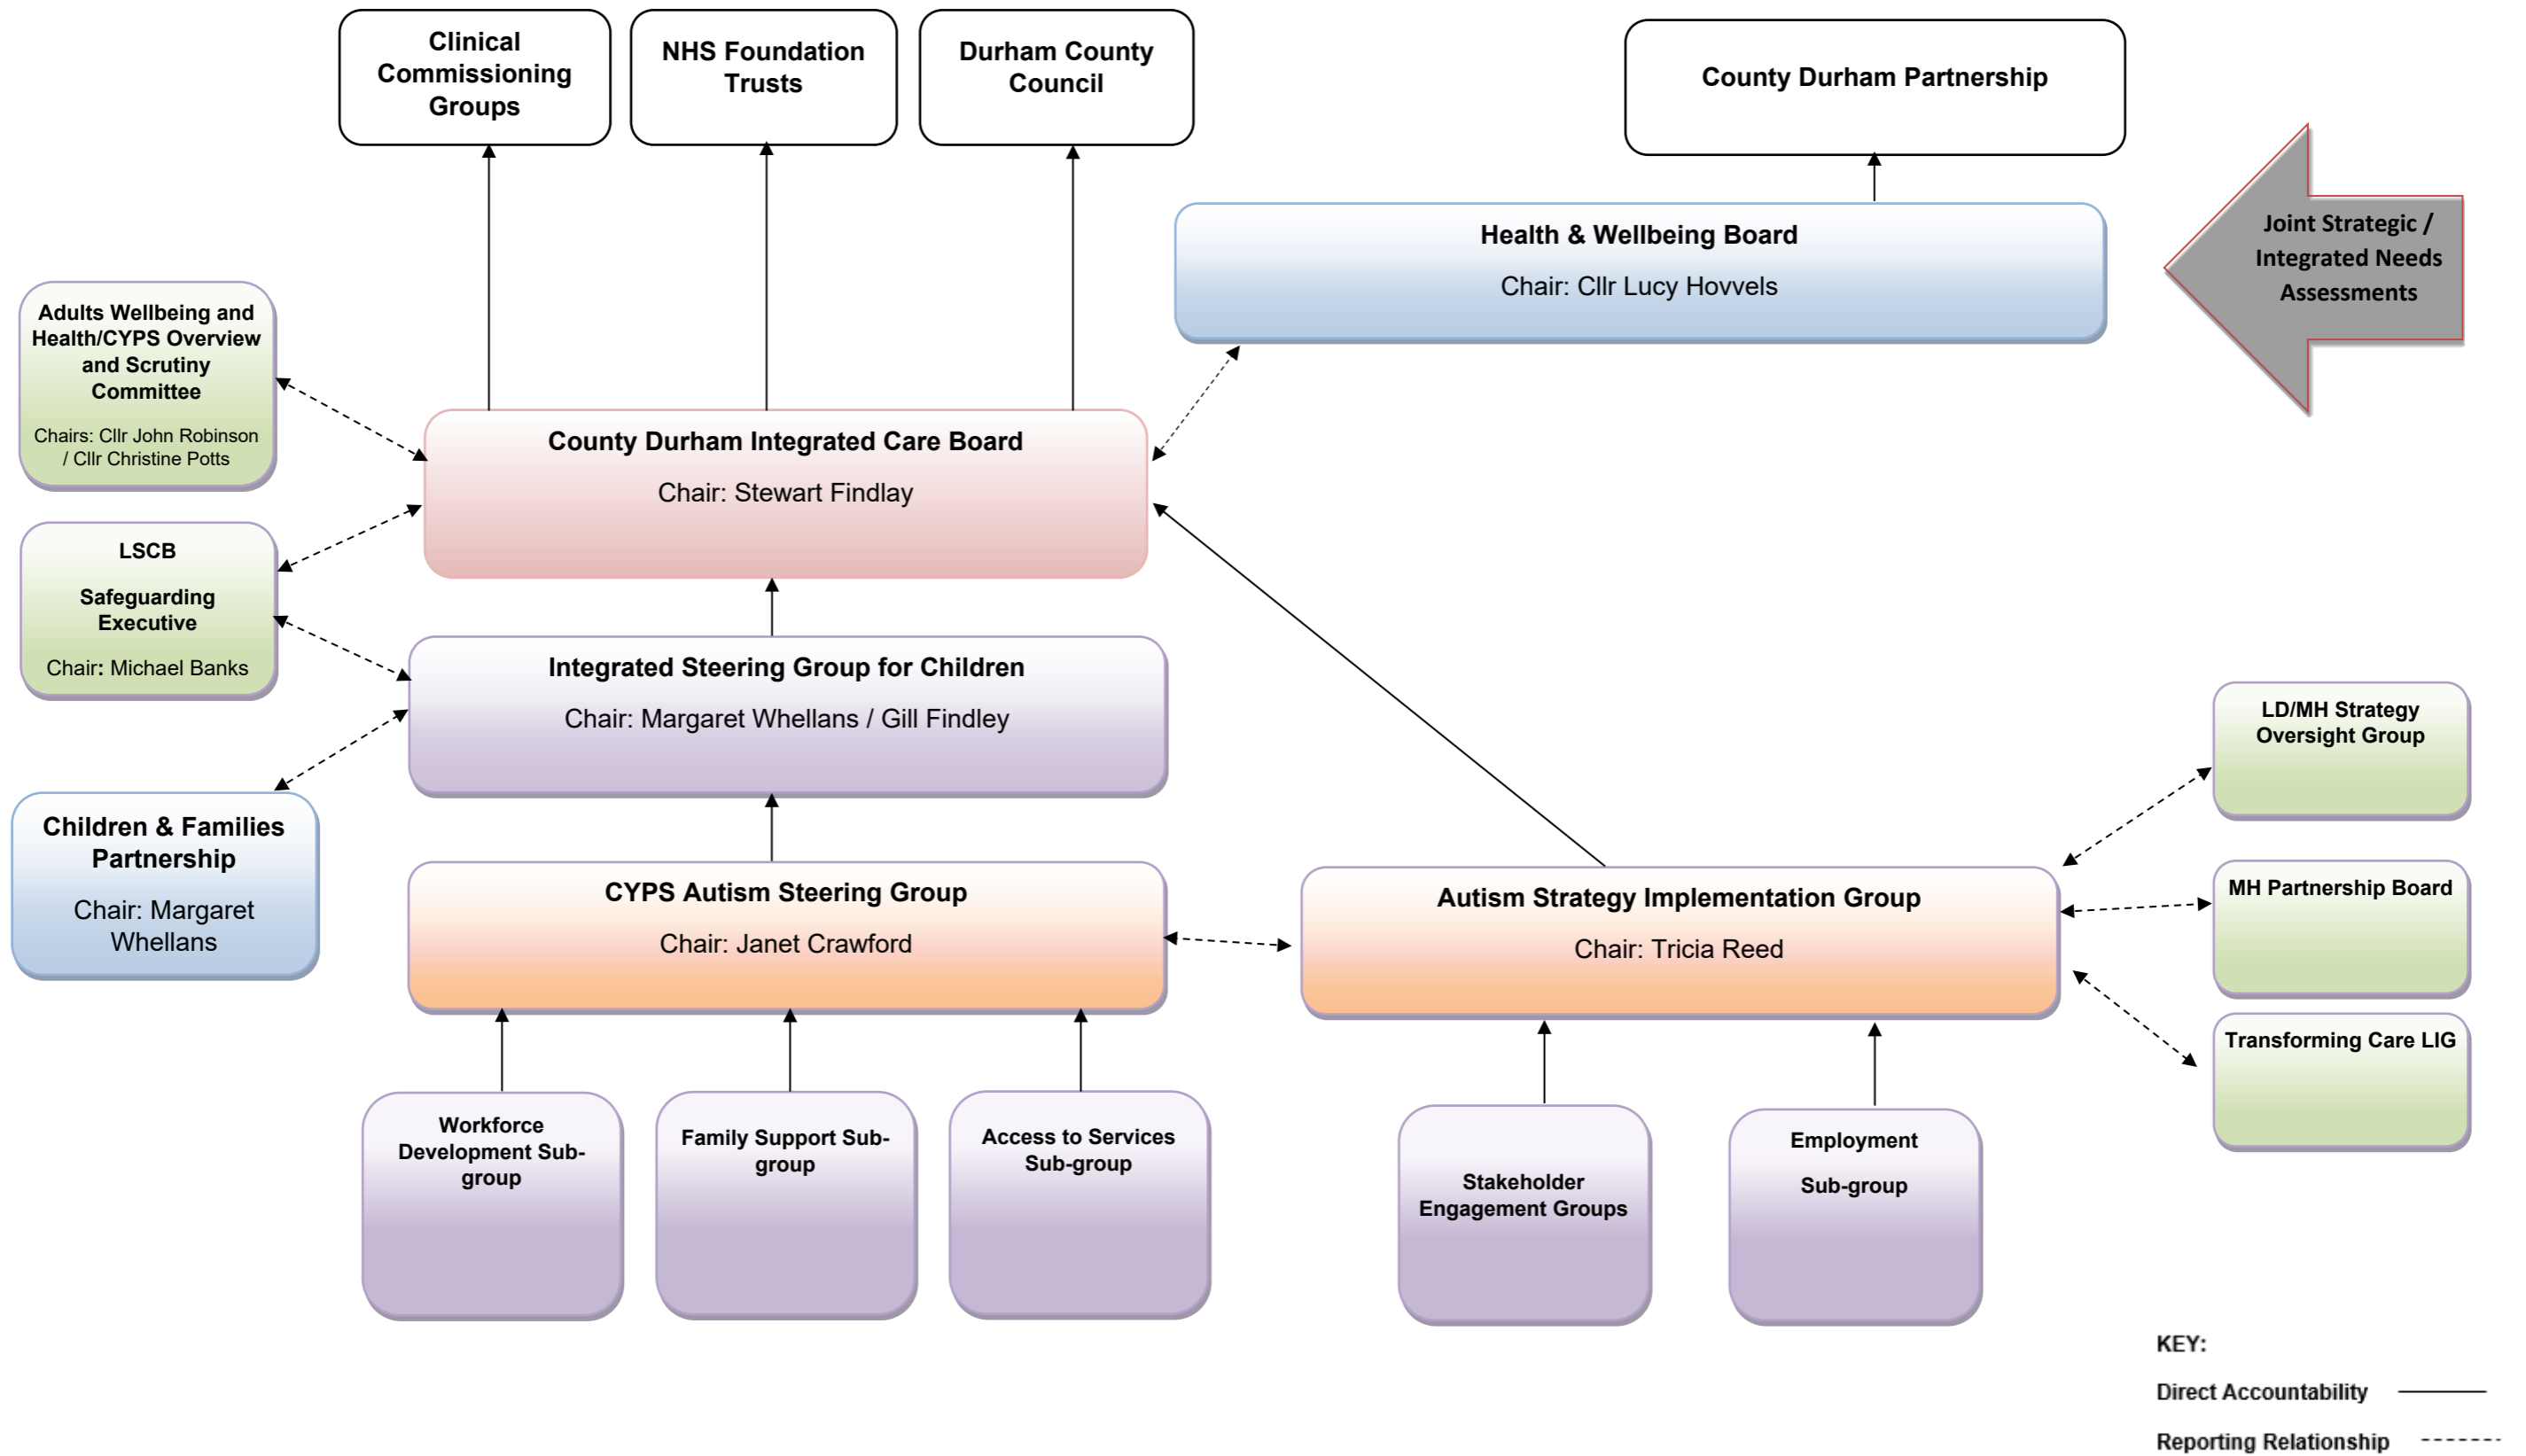 Clinical
Commissioning
Groups
NHS Foundation
Trusts
Durham County
Council
County Durham Partnership
Health & Wellbeing Board
Chair: Cllr Lucy Hovvels
Joint Strategic /
Integrated Needs
Assessments
Adults Wellbeing and
Health/CYPS Overview
and Scrutiny
Committee
Chairs: Cllr John Robinson
/ Cllr Christine Potts
County Durham Integrated Care Board
Chair: Stewart Findlay
LSCB
Safeguarding
Executive
Chair: Michael Banks
Integrated Steering Group for Children
Chair: Margaret Whellans / Gill Findley
LD/MH Strategy
Oversight Group
Children & Families
Partnership
Chair: Margaret
Whellans
CYPS Autism Steering Group
Chair: Janet Crawford
Autism Strategy Implementation Group
Chair: Tricia Reed
MH Partnership Board
Transforming Care LIG
Workforce
Development Sub-
group
Family Support Sub-
group
Access to Services
Sub-group
Stakeholder
Engagement Groups
Employment
Sub-group
KEY:
Direct Accountability
Reporting Relationship